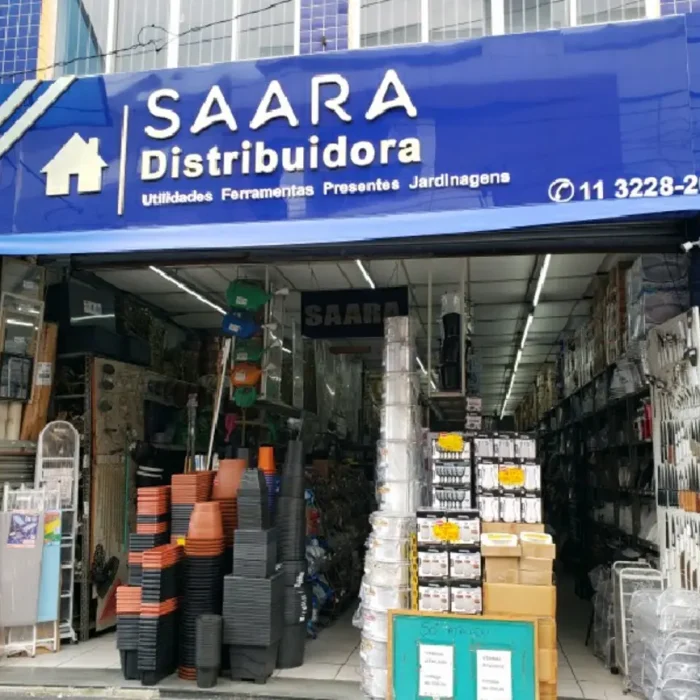 SAARA
Distribuidora
Utilidades Ferramentas Presentes Jardinagens
11 3228-2
SAARA